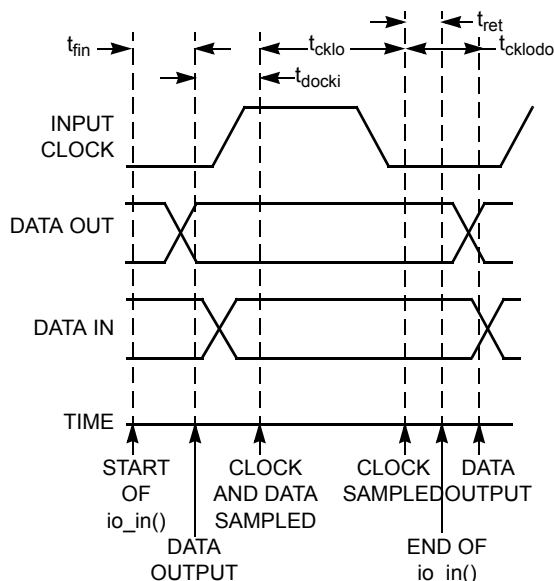 t_ret
t_fin
t_cklo
t_cklodo
t_docki
INPUT
CLOCK
DATA OUT
DATA IN
TIME
START
OF
io_in()
CLOCK
AND DATA
SAMPLED
CLOCK
SAMPLED
DATA
OUTPUT
DATA
OUTPUT
END OF
io_in()